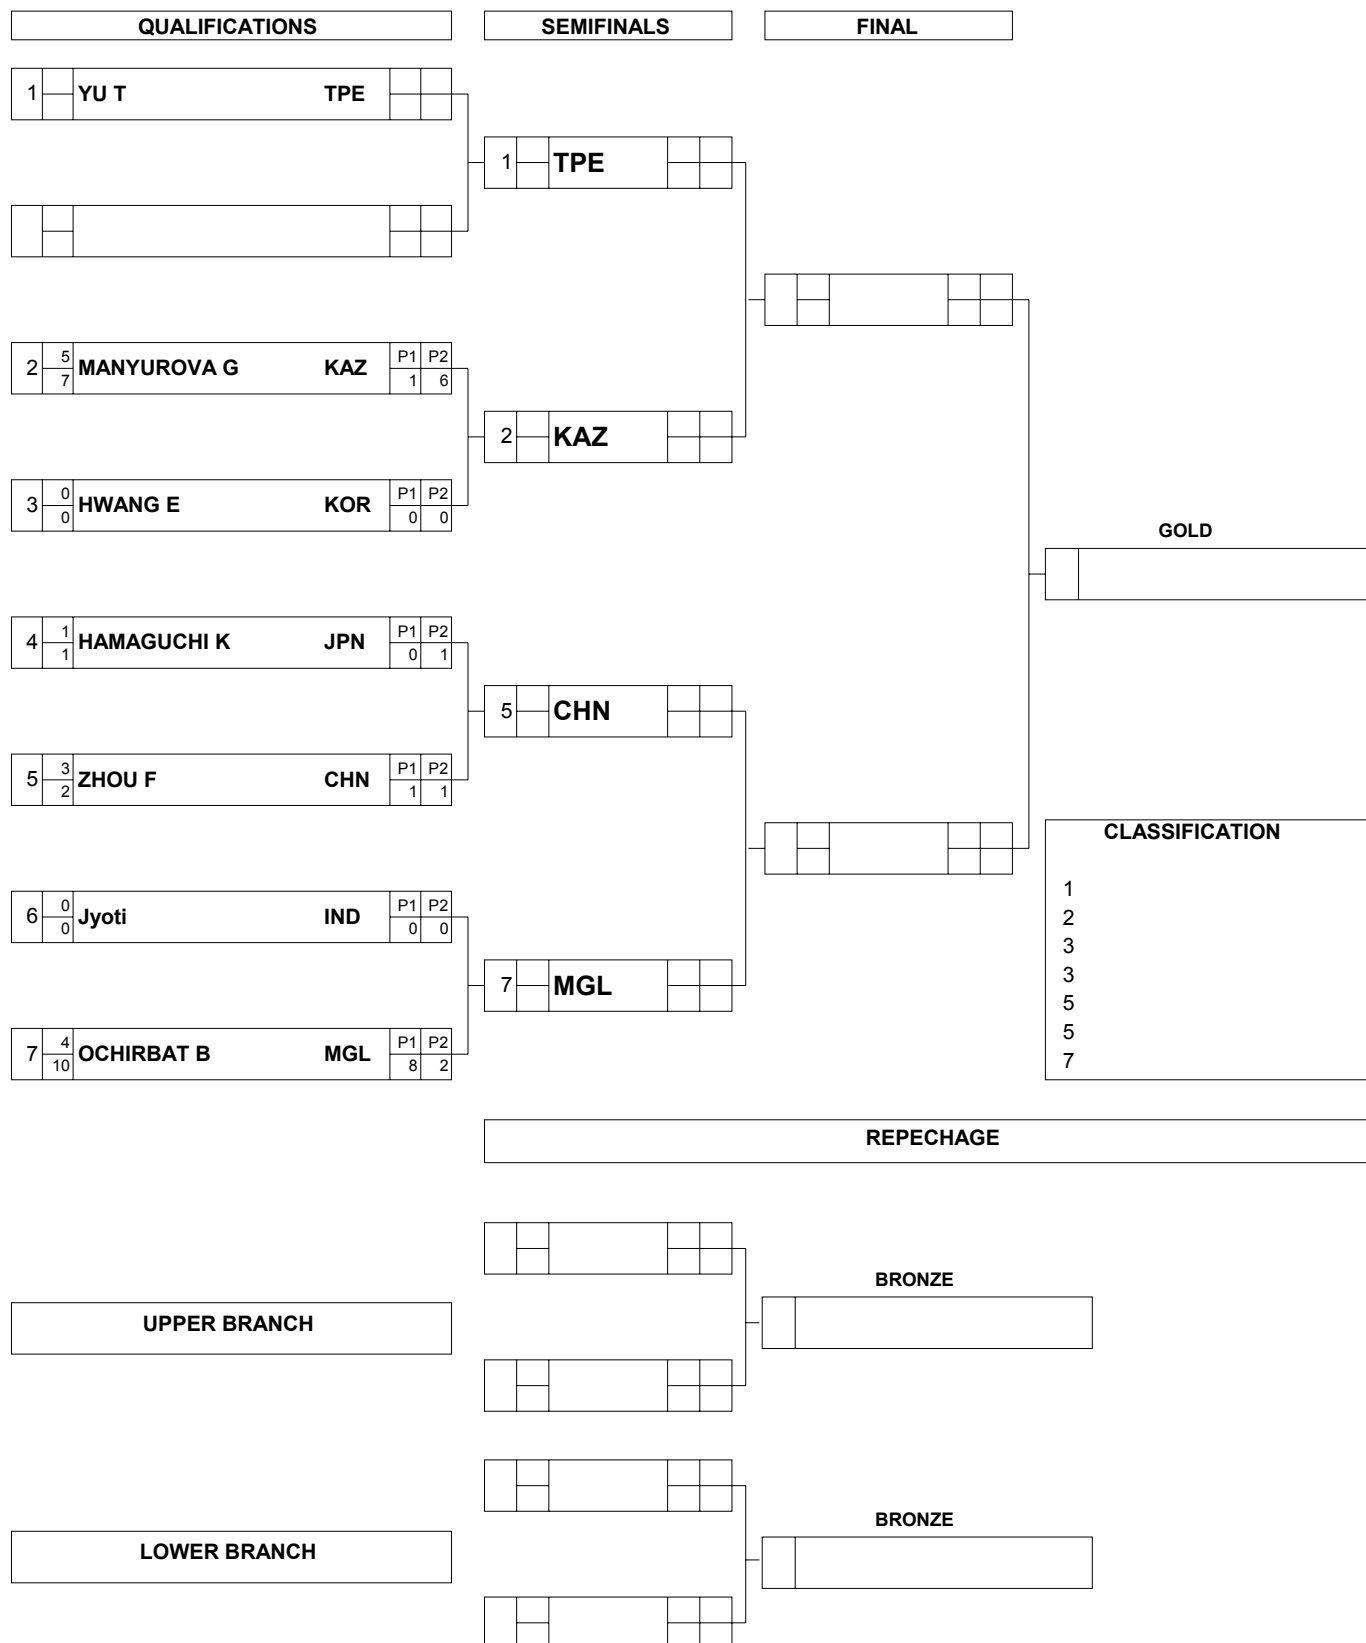 QUALIFICATIONS SEMIFINALS FINAL
1 YU T TPE
1 TPE
5 P1 P2
2 MANYUROVA G KAZ
7 1 6
2 KAZ
0 P1 P2
3 HWANG E KOR
0 0 0
GOLD
1 P1 P2
4 HAMAGUCHI K JPN
1 0 1
5 CHN
3 P1 P2
5 ZHOU F CHN
2 1 1
CLASSIFICATION
1
2
3
3
5
5
7
0 P1 P2
6 Jyoti IND
0 0 0
7 MGL
4 P1 P2
7 OCHIRBAT B MGL
10 8 2
REPECHAGE
BRONZE
UPPER BRANCH
BRONZE
LOWER BRANCH